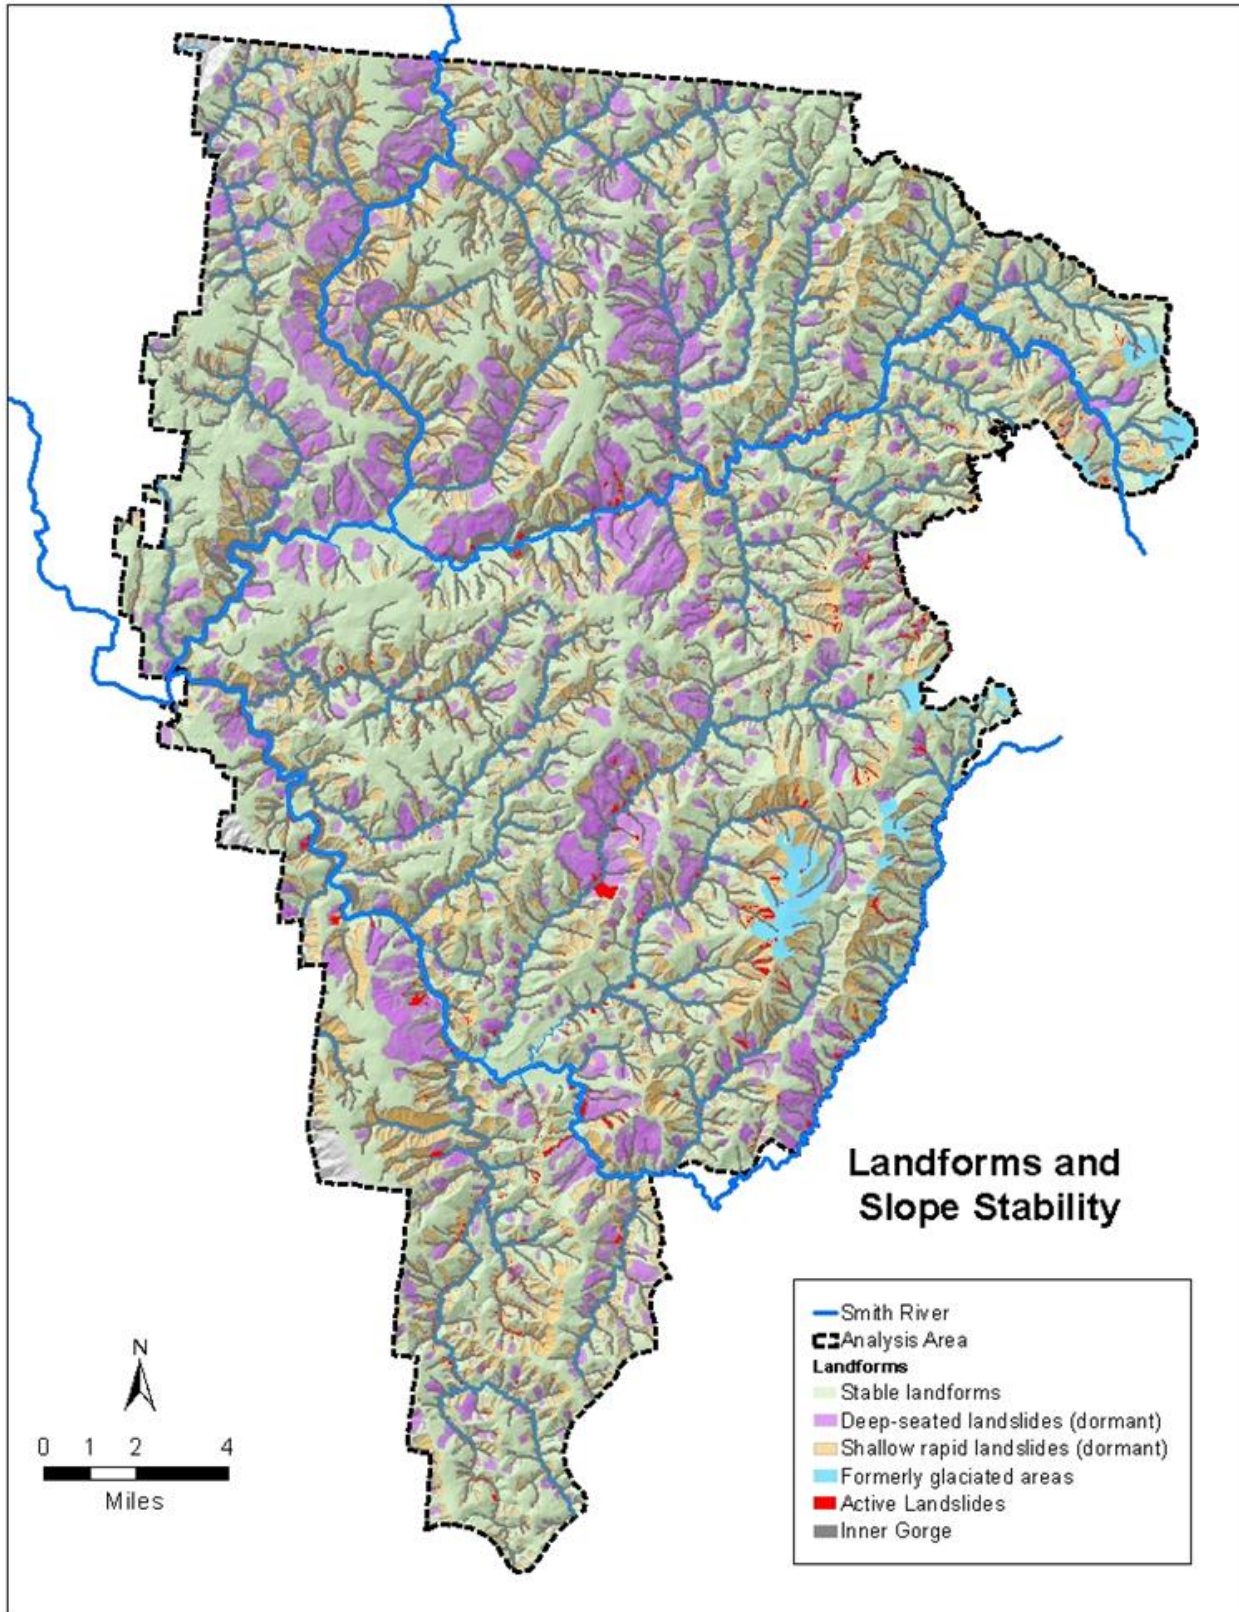 Landforms and
Slope Stability
Smith River
Analysis Area
Landforms
Stable landforms
Deep-seated landslides (dormant)
Shallow rapid landslides (dormant)
Formerly glaciated areas
Active Landslides
Inner Gorge
N
0 1 2 4
Miles